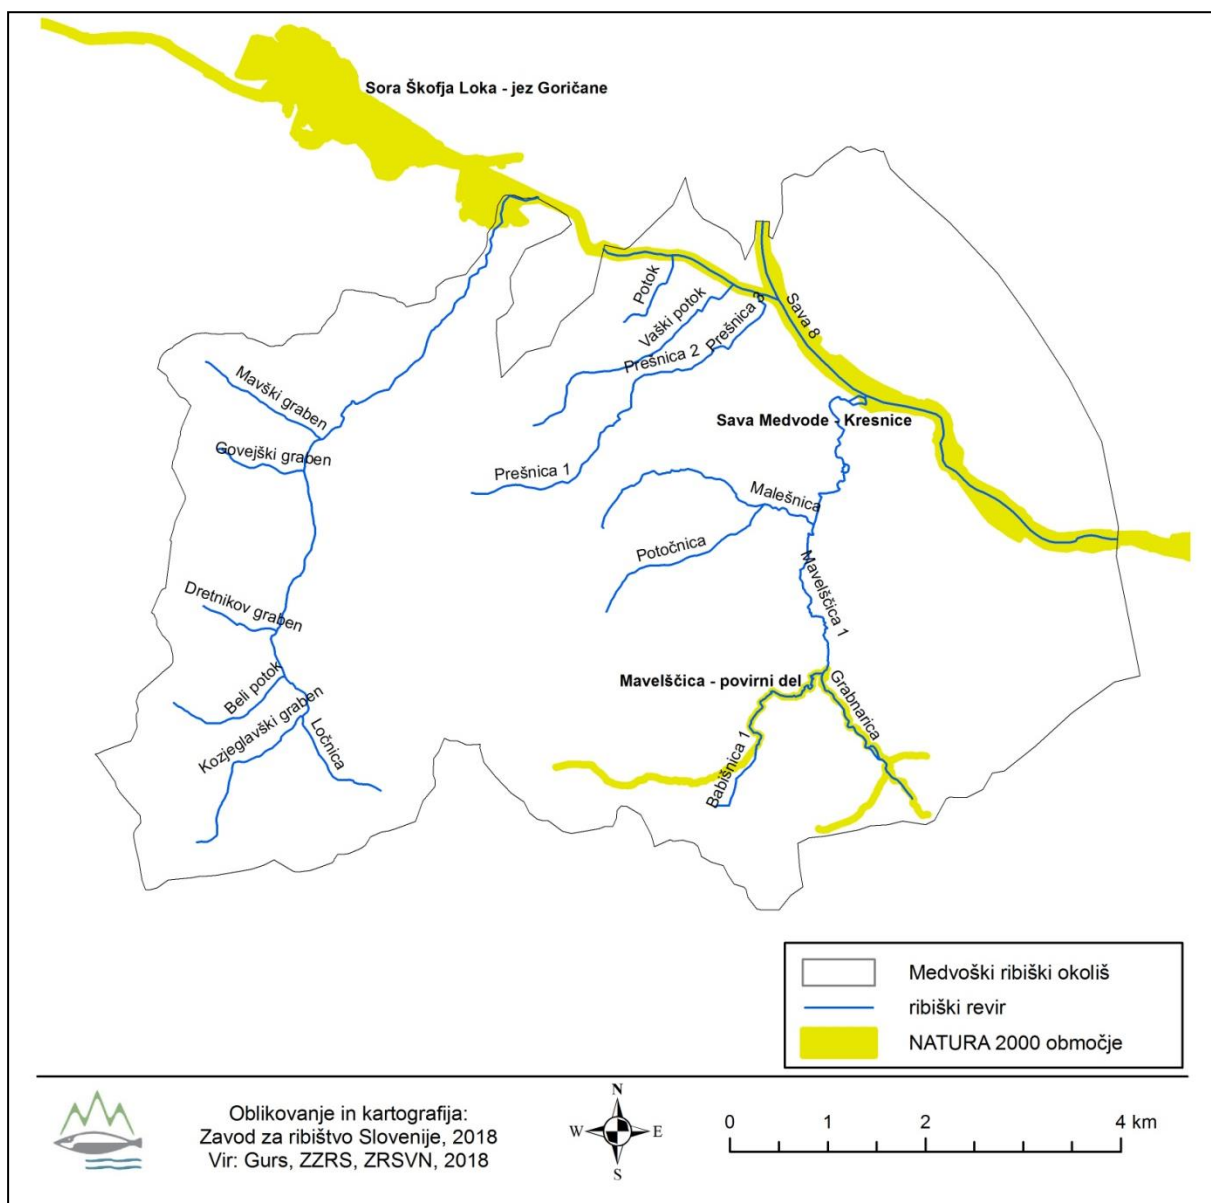 Sora Škofja Loka - jez Goričane
Potok
Vaški potok
Prešnica 3
Sava 8
Prešnica 2
Mavški graben
Sava Medvode - Kresnice
Govejški graben
Prešnica 1
Malešnica
Potočnica
Mavelščica 1
Dretnikov graben
Beli potok
Mavelščica - povirni del
Grabnarica
Kozjeglavški graben
Ločnica
Babišnica 1
Medvoški ribiški okoliš
ribiški revir
NATURA 2000 območje
Oblikovanje in kartografija:
Zavod za ribištvo Slovenije, 2018
Vir: Gurs, ZZRS, ZRSVN, 2018
N
W E
S
0 1 2 4 km